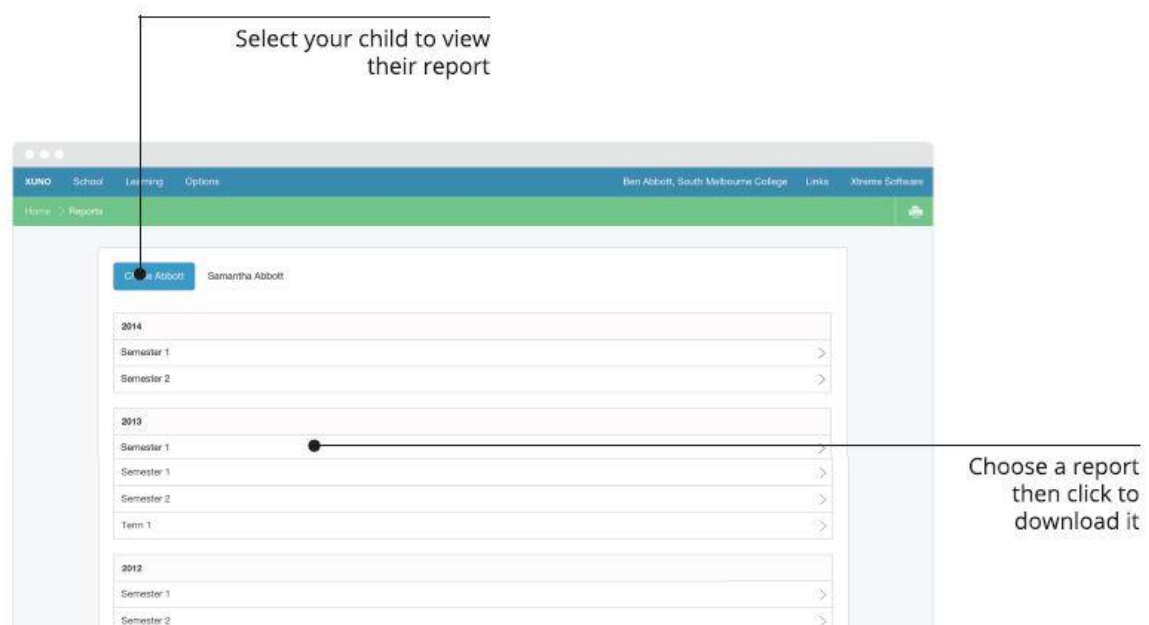 Select your child to view
their report
XUNO School Learning Options Ben Abbott, South Melbourne College Links Xtreme Software
Home > Reports
Abbott Samantha Abbott
2014
Semester 1
Semester 2
2013
Semester 1
Semester 1
Semester 2
Term 1
Choose a report
then click to
download it
2012
Semester 1
Semester 2